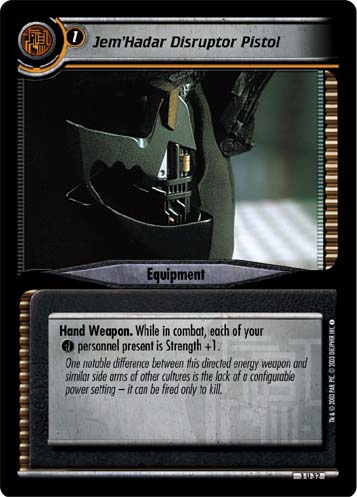 1 Jem'Hadar Disruptor Pistol
Equipment
Hand Weapon. While in combat, each of your
personnel present is Strength +1.
One notable difference between this directed energy weapon and
similar side arms of other cultures is the lack of a configurable
power setting – it can be fired only to kill.
TM & © 2003 PAR. PIC. © 2003 DECIPHER INC.
3 U 32